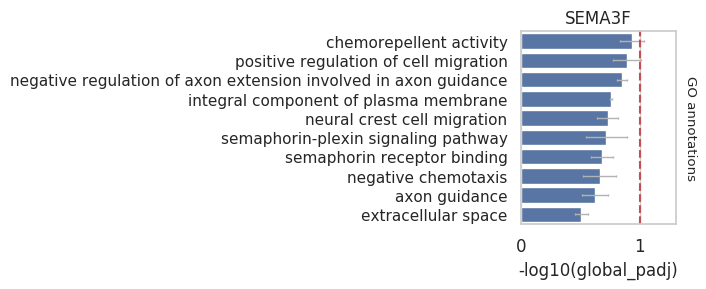 SEMA3F
chemorepellent activity
positive regulation of cell migration
negative regulation of axon extension involved in axon guidance
integral component of plasma membrane
neural crest cell migration
semaphorin-plexin signaling pathway
semaphorin receptor binding
negative chemotaxis
axon guidance
extracellular space
GO annotations
0 1
-log10(global_padj)